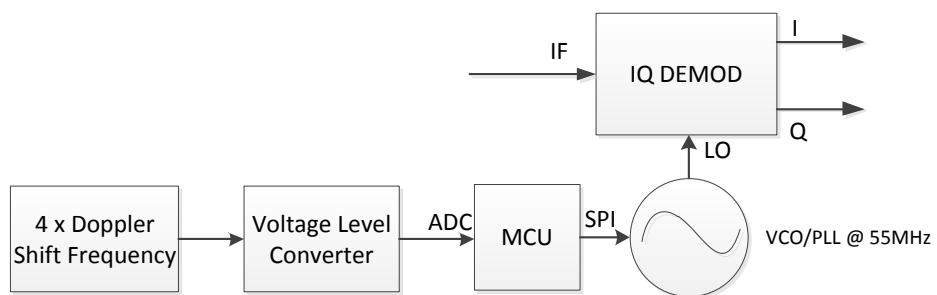 IF
IQ DEMOD
I
Q
LO
4 x Doppler
Shift Frequency
Voltage Level
Converter
ADC
MCU
SPI
VCO/PLL @ 55MHz